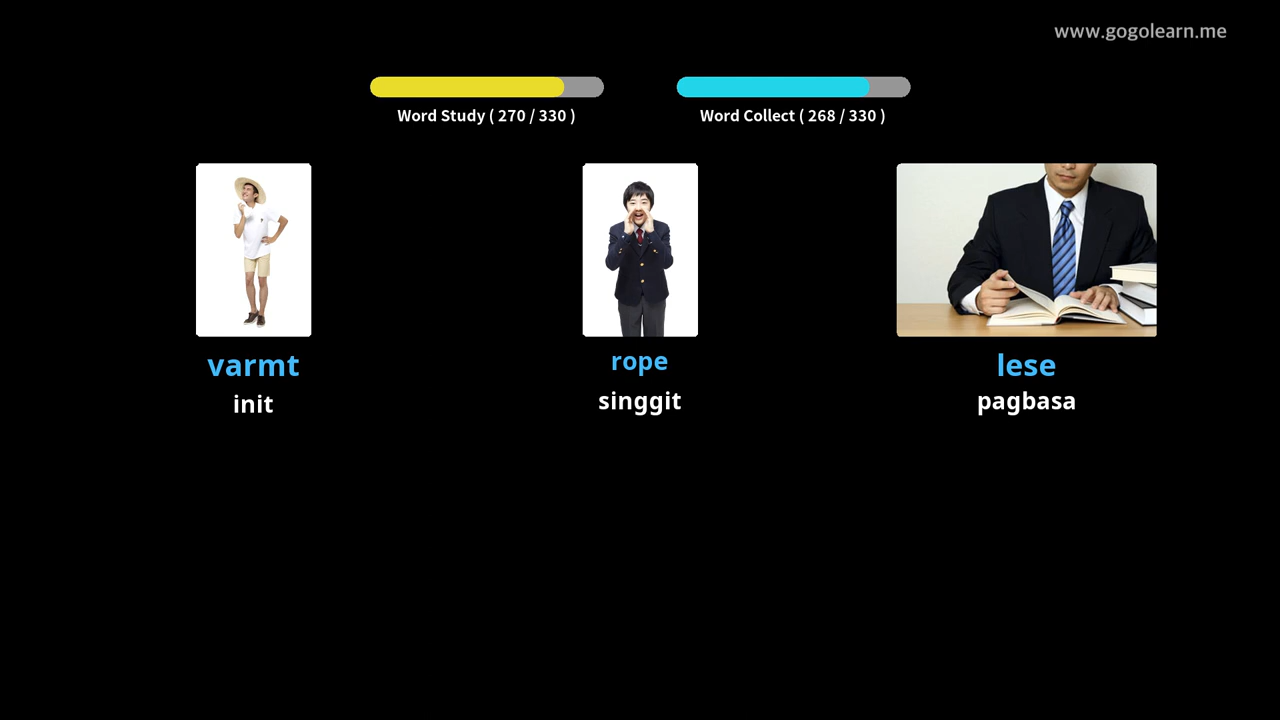 www.gogolearn.me
Word Study ( 270 / 330 )
Word Collect ( 268 / 330 )
varmt
init
rope
singgit
lese
pagbasa